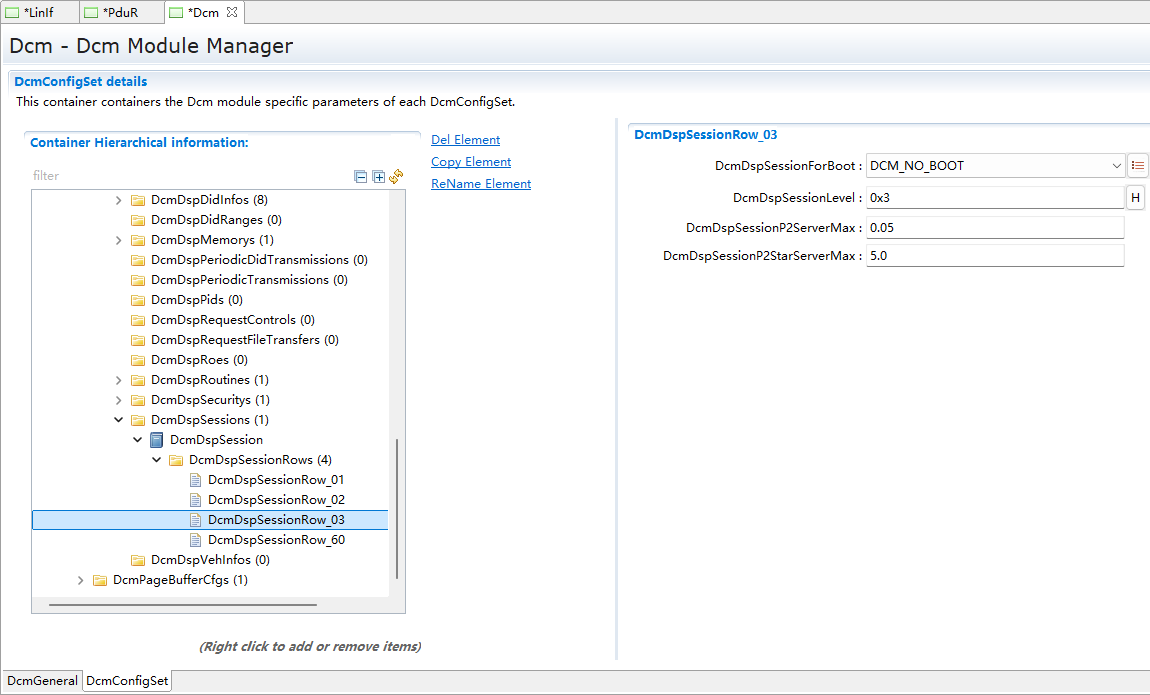 *LinIf
*PduR
*Dcm
Dcm - Dcm Module Manager
DcmConfigSet details
This container containers the Dcm module specific parameters of each DcmConfigSet.
Container Hierarchical information:
filter
DcmDspDidInfos (8)
DcmDspDidRanges (0)
DcmDspMemorys (1)
DcmDspPeriodicDidTransmissions (0)
DcmDspPeriodicTransmissions (0)
DcmDspPids (0)
DcmDspRequestControls (0)
DcmDspRequestFileTransfers (0)
DcmDspRoes (0)
DcmDspRoutines (1)
DcmDspSecuritys (1)
DcmDspSessions (1)
DcmDspSession
DcmDspSessionRows (4)
DcmDspSessionRow_01
DcmDspSessionRow_02
DcmDspSessionRow_03
DcmDspSessionRow_60
DcmDspVehInfos (0)
DcmPageBufferCfgs (1)
(Right click to add or remove items)
Del Element
Copy Element
ReName Element
DcmDspSessionRow_03
DcmDspSessionForBoot : DCM_NO_BOOT
DcmDspSessionLevel : 0x3 H
DcmDspSessionP2ServerMax : 0.05
DcmDspSessionP2StarServerMax : 5.0
DcmGeneral DcmConfigSet